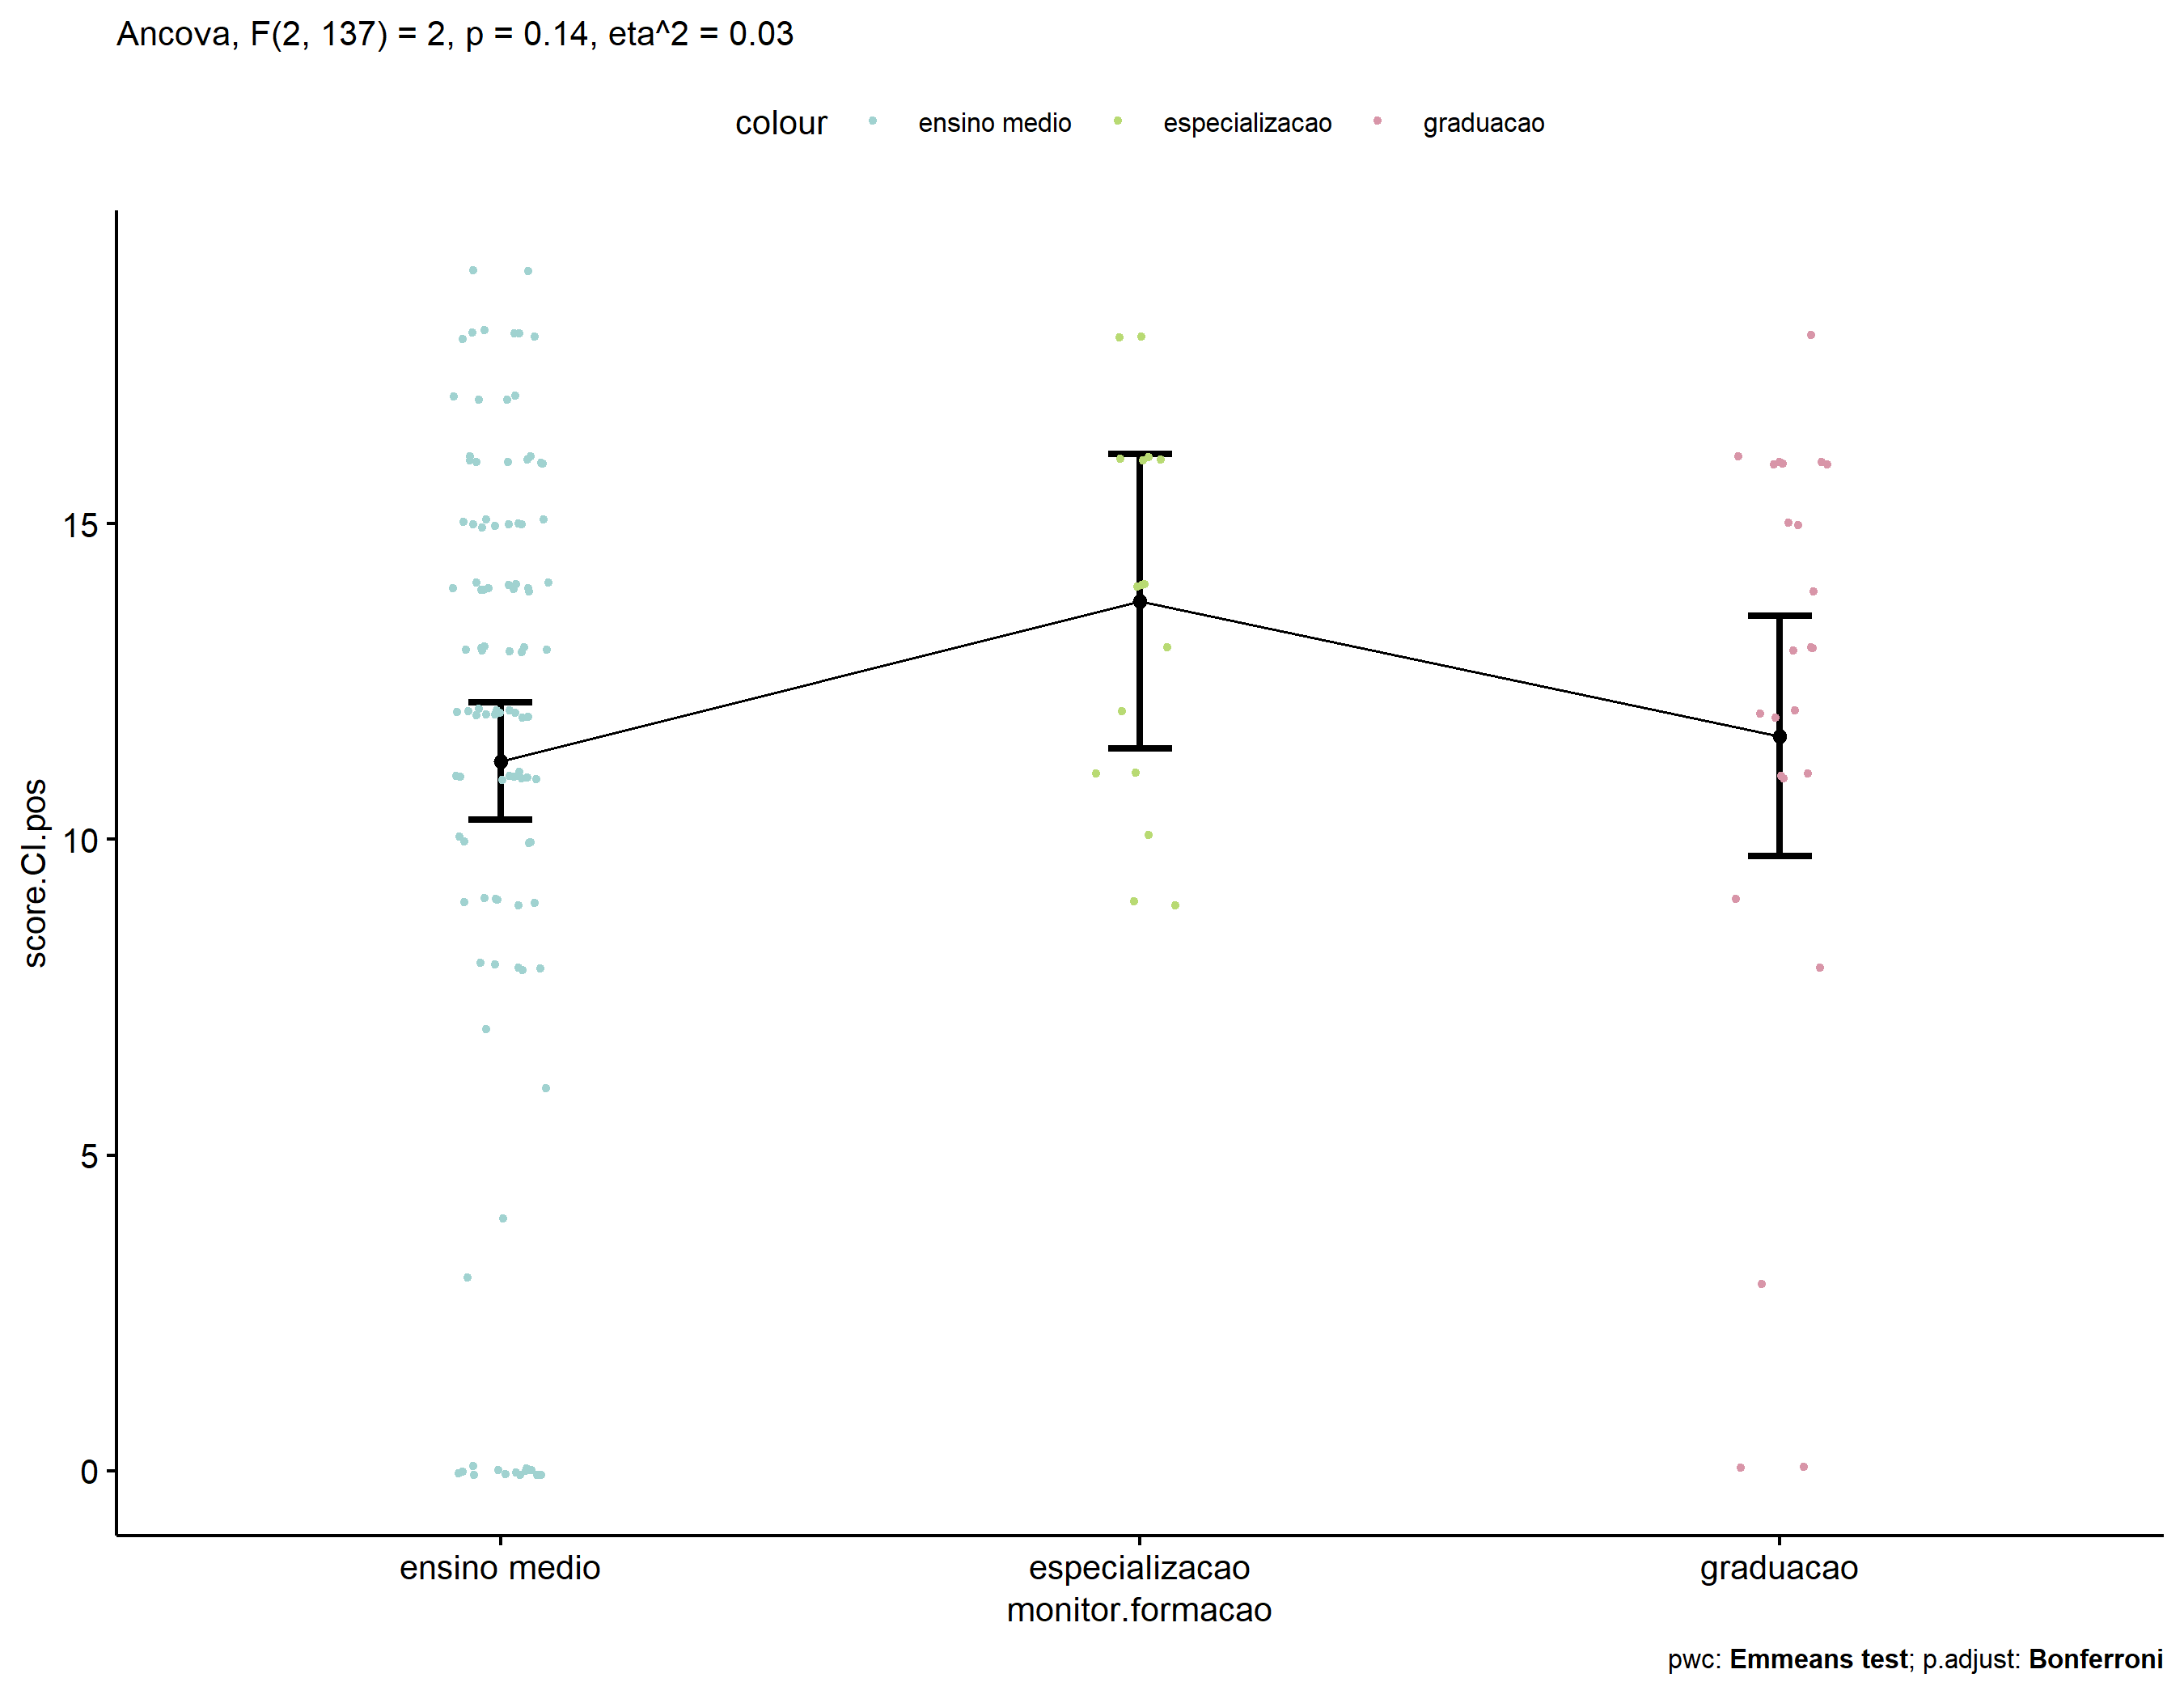 Ancova, F(2, 137) = 2, p = 0.14, eta^2 = 0.03
colour ensino medio especializacao graduacao
score.CI.pos
15
10
5
0
ensino medio especializacao graduacao
monitor.formacao
pwc: Emmeans test; p.adjust: Bonferroni